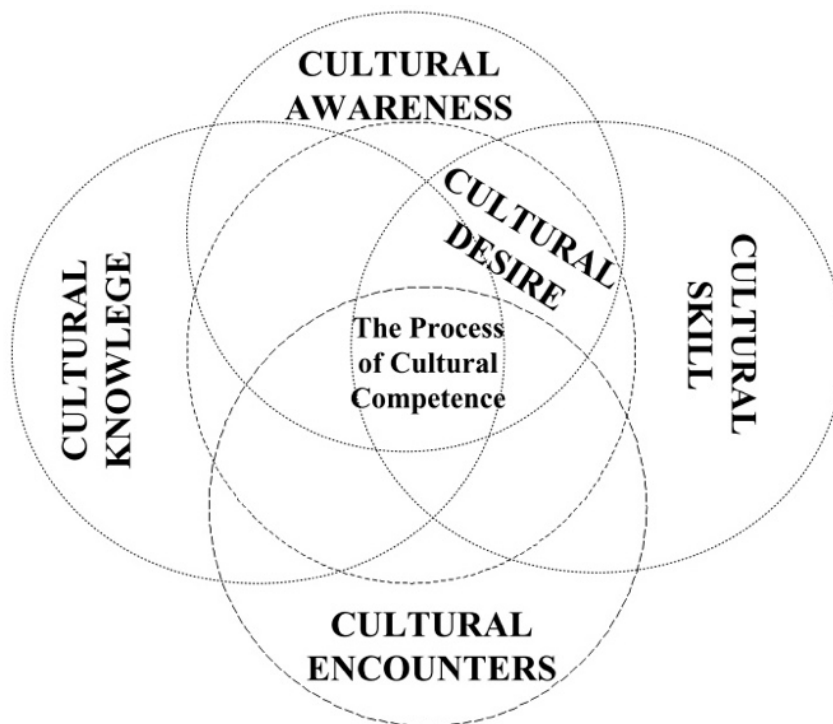 CULTURAL
AWARENESS
CULTURAL
DESIRE
CULTURAL
KNOWLEGE
CULTURAL
SKILL
The Process
of Cultural
Competence
CULTURAL
ENCOUNTERS